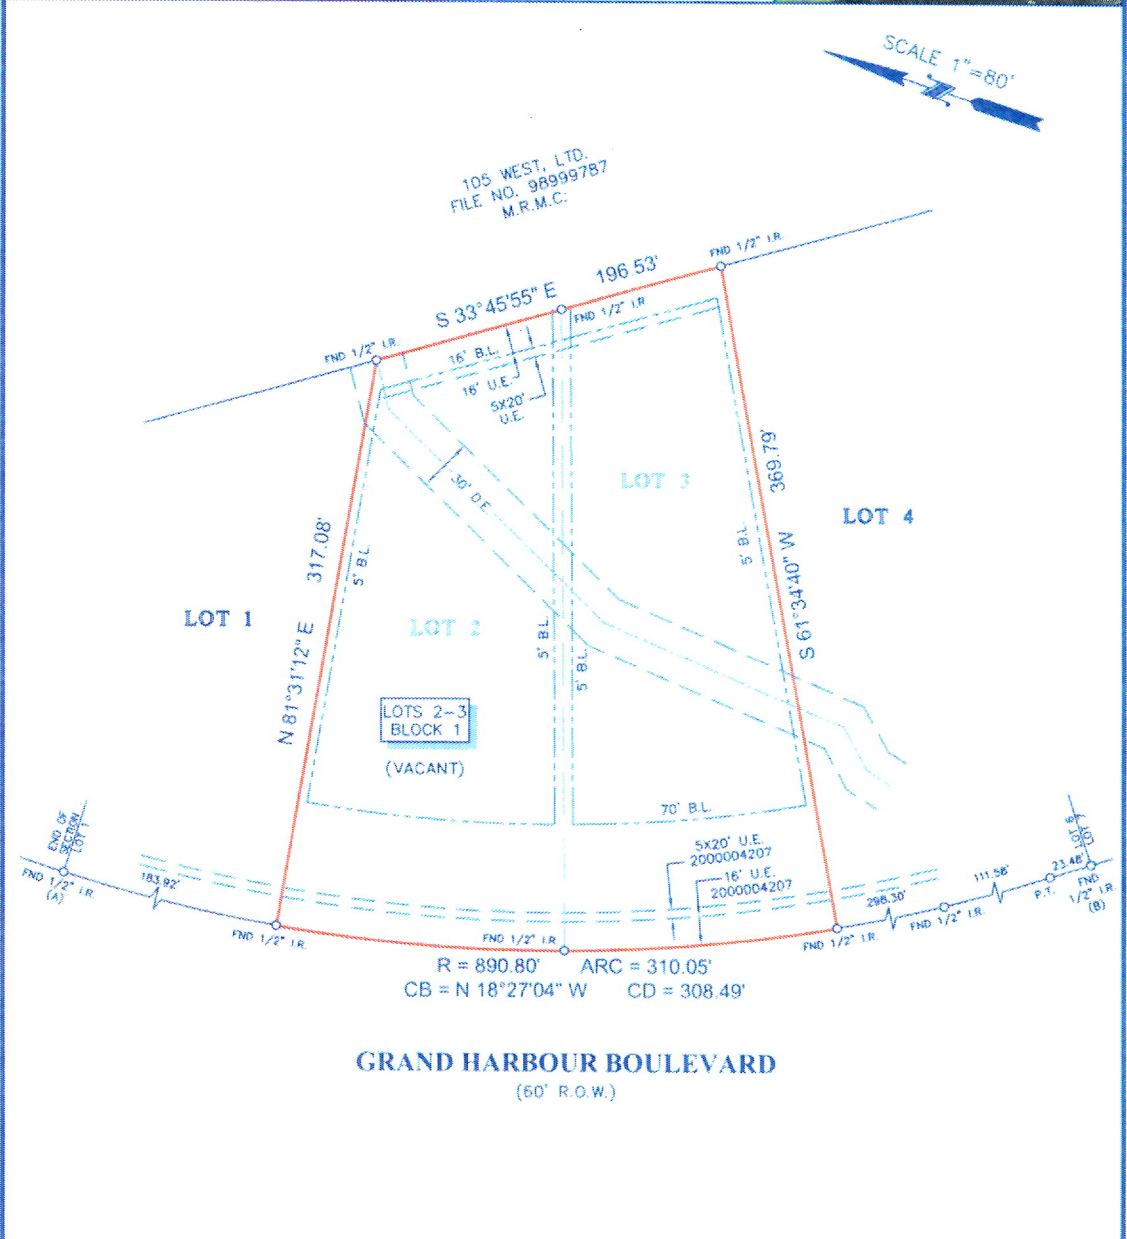 SCALE 1"=80'
105 WEST, LTD.
FILE NO. 98999787
M.R.M.C.
S 33°45'55" E
196.53'
FND 1/2" I.R.
FND 1/2" I.R.
FND 1/2" I.R.
16' B.L.
16' U.E.
5X20'
U.E.
30' D.E.
LOT 3
369.79'
S 61°34'40" W
5' B.L.
LOT 4
317.08'
N 81°31'12" E
5' B.L.
LOT 1
LOT 2
5' B.L.
5' B.L.
LOTS 2-3
BLOCK 1
(VACANT)
70' B.L.
5X20' U.E.
2000004207
16' U.E.
2000004207
END OF
SECTION
LOT 1
FND 1/2" I.R.
(A)
183.92'
FND 1/2" I.R.
FND 1/2" I.R.
FND 1/2" I.R.
298.30'
FND 1/2" I.R.
111.58'
P.T.
23.48'
FND
1/2" I.R.
(B)
R = 890.80' ARC = 310.05'
CB = N 18°27'04" W CD = 308.49'
GRAND HARBOUR BOULEVARD
(60' R.O.W.)